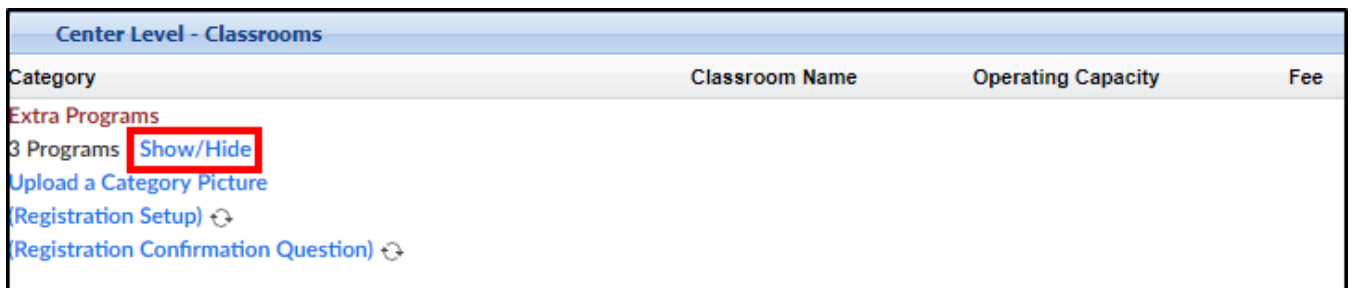 Center Level - Classrooms
Category Classroom Name Operating Capacity Fee
Extra Programs
3 Programs Show/Hide
Upload a Category Picture
(Registration Setup)
(Registration Confirmation Question)